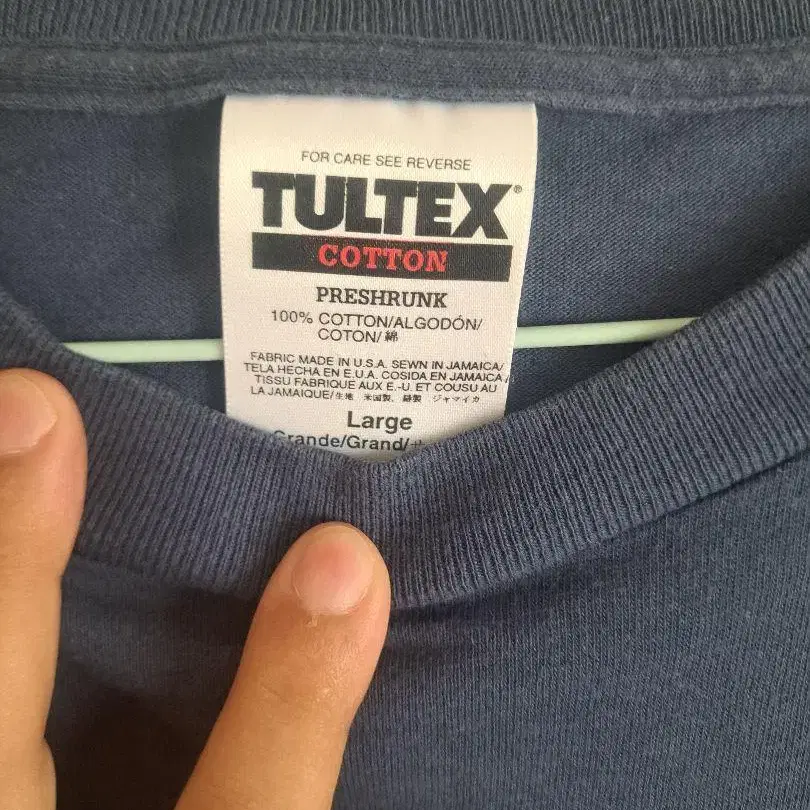 FOR CARE SEE REVERSE
TULTEX®
COTTON
PRESHRUNK
100% COTTON/ALGODÓN/
COTON/綿
FABRIC MADE IN U.S.A. SEWN IN JAMAICA/
TELA HECHA EN E.U.A. COSIDA EN JAMAICA/
TISSU FABRIQUE AUX E.-U. ET COUSU AU
LA JAMAIQUE/生地 米国製、縫製 ジャマイカ
Large
Grande/Grand/